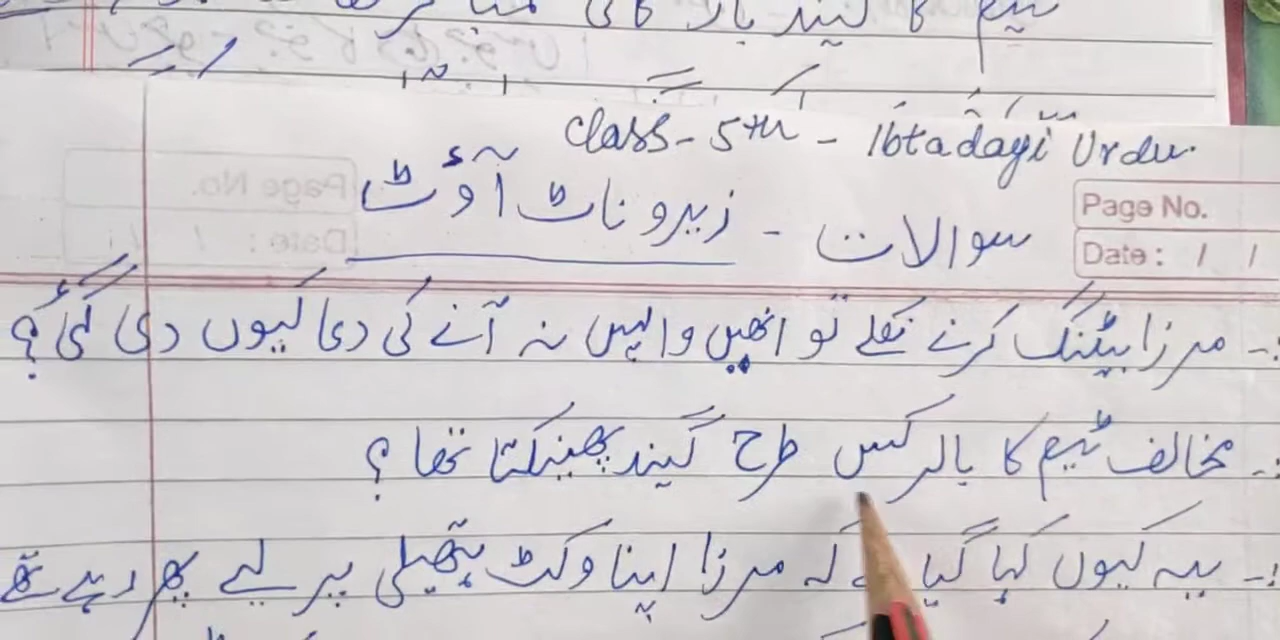 Class - 5th - Ibtadayi Urdu.
سوالات - زیرو ناٹ آؤٹ
Page No.
Date: / /
مرزا بیٹنگ کرنے نکلے تو انھیں واپس نہ آنے کی دعا کیوں دی گئی؟
مخالف ٹیم کا بالر کس طرح گیند پھینکتا تھا؟
یہ کیوں کہا گیا ہے کہ مرزا اپنا وکٹ ہتھیلی پر لیے پھر رہے تھے